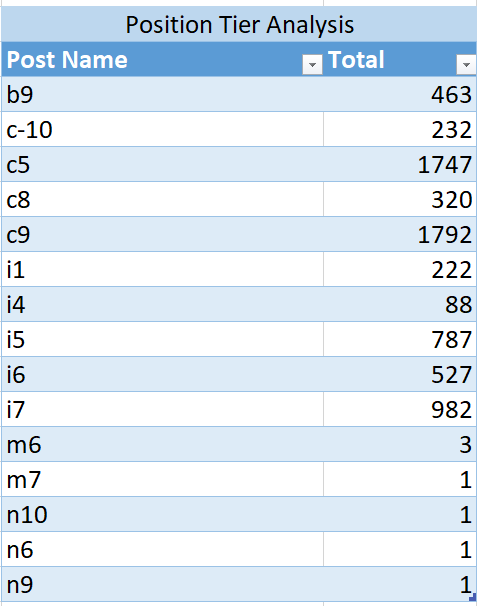 Position Tier Analysis
Post Name Total
b9 463
c-10 232
c5 1747
c8 320
c9 1792
i1 222
i4 88
i5 787
i6 527
i7 982
m6 3
m7 1
n10 1
n6 1
n9 1